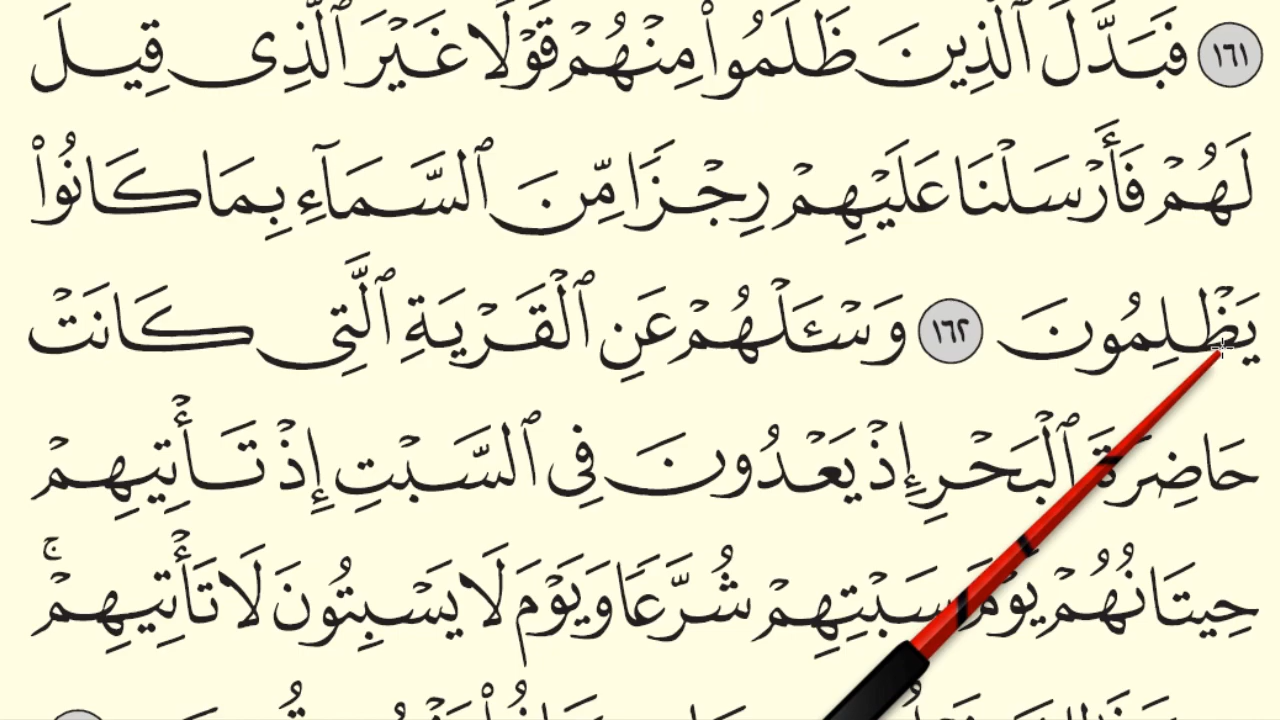 ١٦١ فَبَدَّلَ ٱلَّذِينَ ظَلَمُوا۟ مِنْهُمْ قَوْلًا غَيْرَ ٱلَّذِى قِيلَ
لَهُمْ فَأَرْسَلْنَا عَلَيْهِمْ رِجْزًا مِّنَ ٱلسَّمَآءِ بِمَا كَانُوا۟
يَظْلِمُونَ ١٦٢ وَسْـَٔلْهُمْ عَنِ ٱلْقَرْيَةِ ٱلَّتِى كَانَتْ
حَاضِرَةَ ٱلْبَحْرِ إِذْ يَعْدُونَ فِى ٱلسَّبْتِ إِذْ تَأْتِيهِمْ
حِيتَانُهُمْ يَوْمَ سَبْتِهِمْ شُرَّعًا وَيَوْمَ لَا يَسْبِتُونَ لَا تَأْتِيهِمْ ۚ